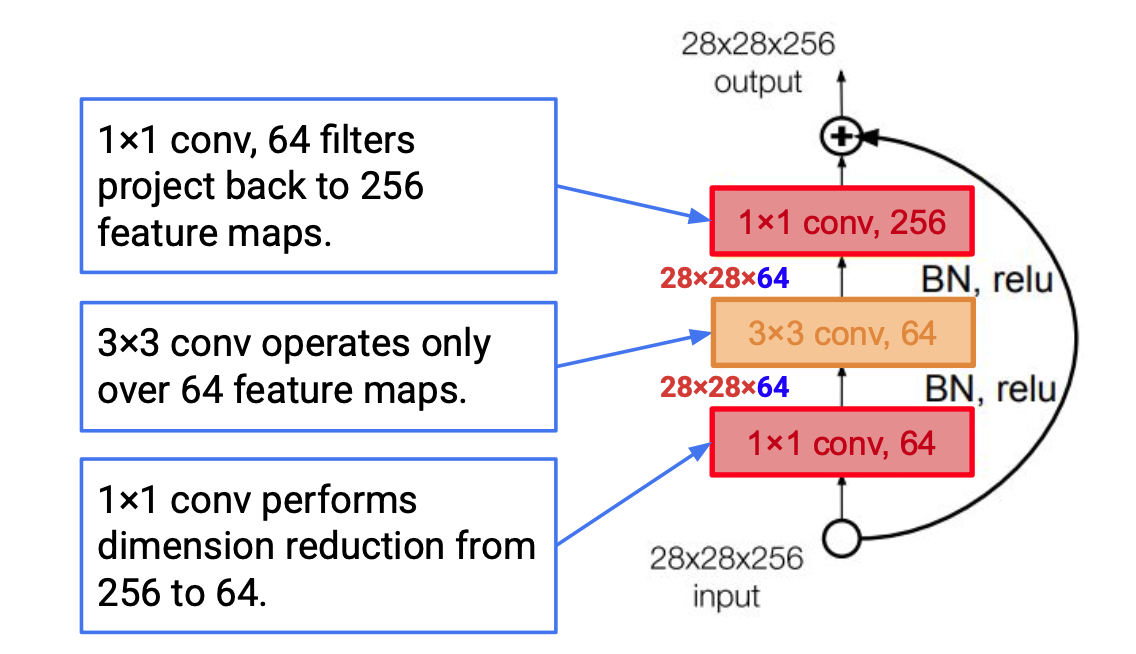 28x28x256
output
1×1 conv, 64 filters
project back to 256
feature maps.
1×1 conv, 256
28×28×64
BN, relu
3×3 conv operates only
over 64 feature maps.
3×3 conv, 64
28×28×64
BN, relu
1×1 conv performs
dimension reduction from
256 to 64.
1×1 conv, 64
28x28x256
input